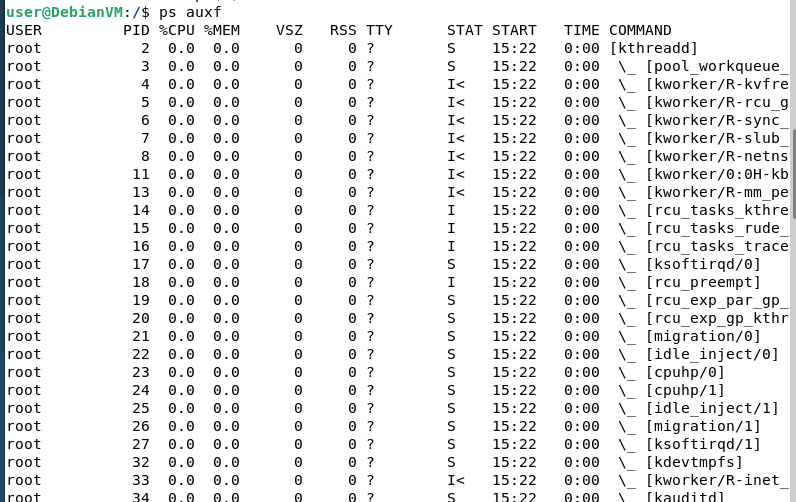 user@DebianVM:/$ ps auxf
USER PID %CPU %MEM VSZ RSS TTY STAT START TIME COMMAND
root 2 0.0 0.0 0 0 ? S 15:22 0:00 [kthreadd]
root 3 0.0 0.0 0 0 ? S 15:22 0:00 \_ [pool_workqueue_
root 4 0.0 0.0 0 0 ? I< 15:22 0:00 \_ [kworker/R-kvfre
root 5 0.0 0.0 0 0 ? I< 15:22 0:00 \_ [kworker/R-rcu_g
root 6 0.0 0.0 0 0 ? I< 15:22 0:00 \_ [kworker/R-sync_
root 7 0.0 0.0 0 0 ? I< 15:22 0:00 \_ [kworker/R-slub_
root 8 0.0 0.0 0 0 ? I< 15:22 0:00 \_ [kworker/R-netns
root 11 0.0 0.0 0 0 ? I< 15:22 0:00 \_ [kworker/0:0H-kb
root 13 0.0 0.0 0 0 ? I< 15:22 0:00 \_ [kworker/R-mm_pe
root 14 0.0 0.0 0 0 ? I 15:22 0:00 \_ [rcu_tasks_kthre
root 15 0.0 0.0 0 0 ? I 15:22 0:00 \_ [rcu_tasks_rude_
root 16 0.0 0.0 0 0 ? I 15:22 0:00 \_ [rcu_tasks_trace
root 17 0.0 0.0 0 0 ? S 15:22 0:00 \_ [ksoftirqd/0]
root 18 0.0 0.0 0 0 ? I 15:22 0:00 \_ [rcu_preempt]
root 19 0.0 0.0 0 0 ? S 15:22 0:00 \_ [rcu_exp_par_gp_
root 20 0.0 0.0 0 0 ? S 15:22 0:00 \_ [rcu_exp_gp_kthr
root 21 0.0 0.0 0 0 ? S 15:22 0:00 \_ [migration/0]
root 22 0.0 0.0 0 0 ? S 15:22 0:00 \_ [idle_inject/0]
root 23 0.0 0.0 0 0 ? S 15:22 0:00 \_ [cpuhp/0]
root 24 0.0 0.0 0 0 ? S 15:22 0:00 \_ [cpuhp/1]
root 25 0.0 0.0 0 0 ? S 15:22 0:00 \_ [idle_inject/1]
root 26 0.0 0.0 0 0 ? S 15:22 0:00 \_ [migration/1]
root 27 0.0 0.0 0 0 ? S 15:22 0:00 \_ [ksoftirqd/1]
root 32 0.0 0.0 0 0 ? S 15:22 0:00 \_ [kdevtmpfs]
root 33 0.0 0.0 0 0 ? I< 15:22 0:00 \_ [kworker/R-inet_
root 34 0.0 0.0 0 0 ? S 15:22 0:00 \_ [kauditd]